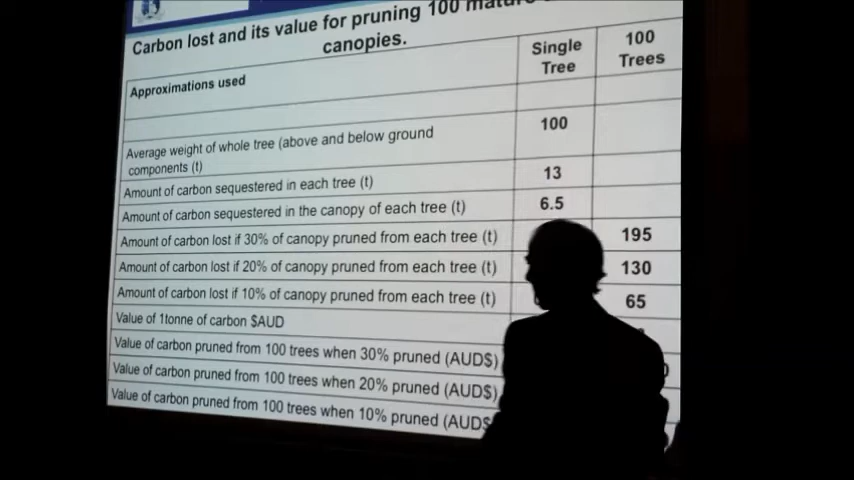 Carbon lost and its value for pruning 100 mature
canopies.
Approximations used
Single
Tree
100
Trees
Average weight of whole tree (above and below ground
components (t)
100
Amount of carbon sequestered in each tree (t)
13
Amount of carbon sequestered in the canopy of each tree (t)
6.5
Amount of carbon lost if 30% of canopy pruned from each tree (t)
195
Amount of carbon lost if 20% of canopy pruned from each tree (t)
130
Amount of carbon lost if 10% of canopy pruned from each tree (t)
65
Value of 1tonne of carbon $AUD
Value of carbon pruned from 100 trees when 30% pruned (AUD$)
Value of carbon pruned from 100 trees when 20% pruned (AUD$)
Value of carbon pruned from 100 trees when 10% pruned (AUD$